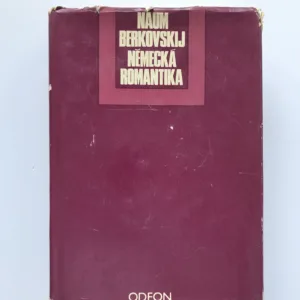 NAUM
BERKOVSKIJ
NĚMECKÁ
ROMANTIKA
ODEON